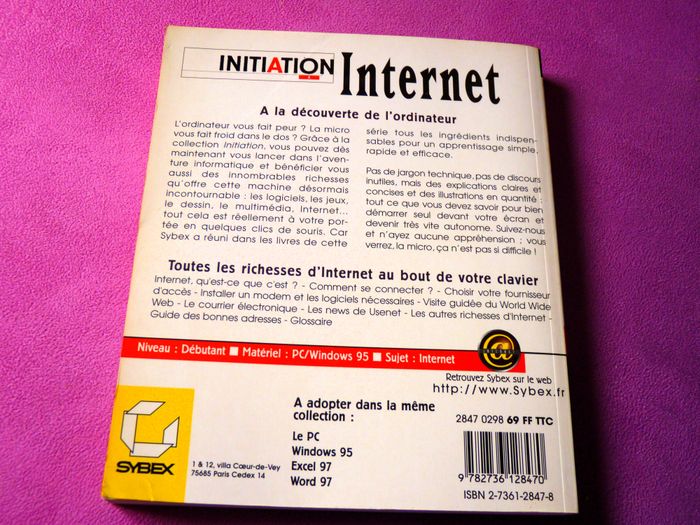 INITIATION Internet
A la découverte de l'ordinateur
L'ordinateur vous fait peur ? La micro
vous fait froid dans le dos ? Grâce à la
collection Initiation, vous pouvez dès
maintenant vous lancer dans l'aven-
ture informatique et bénéficier vous
aussi des innombrables richesses
qu'offre cette machine désormais
incontournable : les logiciels, les jeux,
le dessin, le multimédia, Internet...
tout cela est réellement à votre por-
tée en quelques clics de souris. Car
Sybex a réuni dans les livres de cette
série tous les ingrédients indispen-
sables pour un apprentissage simple,
rapide et efficace.
Pas de jargon technique, pas de discours
inutiles, mais des explications claires et
concises et des illustrations en quantité :
tout ce que vous devez savoir pour bien
démarrer seul devant votre écran et
devenir très vite autonome. Suivez-nous
et n'ayez aucune appréhension ; vous
verrez, la micro, ça n'est pas si difficile !
Toutes les richesses d'Internet au bout de votre clavier
Internet, qu'est-ce que c'est ? - Comment se connecter ? - Choisir votre fournisseur
d'accès - Installer un modem et les logiciels nécessaires - Visite guidée du World Wide
Web - Le courrier électronique - Les news de Usenet - Les autres richesses d'Internet -
Guide des bonnes adresses - Glossaire
Niveau : Débutant ■ Matériel : PC/Windows 95 ■ Sujet : Internet
@
Retrouvez Sybex sur le web
http://www.Sybex.fr
SYBEX
1 & 12, villa Cœur-de-Vey
75685 Paris Cedex 14
A adopter dans la même
collection :
Le PC
Windows 95
Excel 97
Word 97
2847 0298 69 FF TTC
9 782736 128470
ISBN 2-7361-2847-8